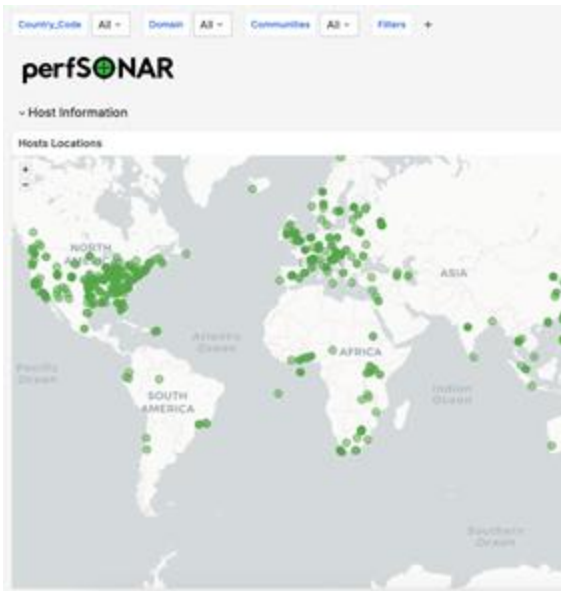 Country_Code All Domain All Communities All Filters +
perfSONAR
Host Information
Hosts Locations
+
-
NORTH
AMERICA
ASIA
Atlantic
Ocean
AFRICA
Pacific
Ocean
SOUTH
AMERICA
Indian
Ocean
Southern
Ocean